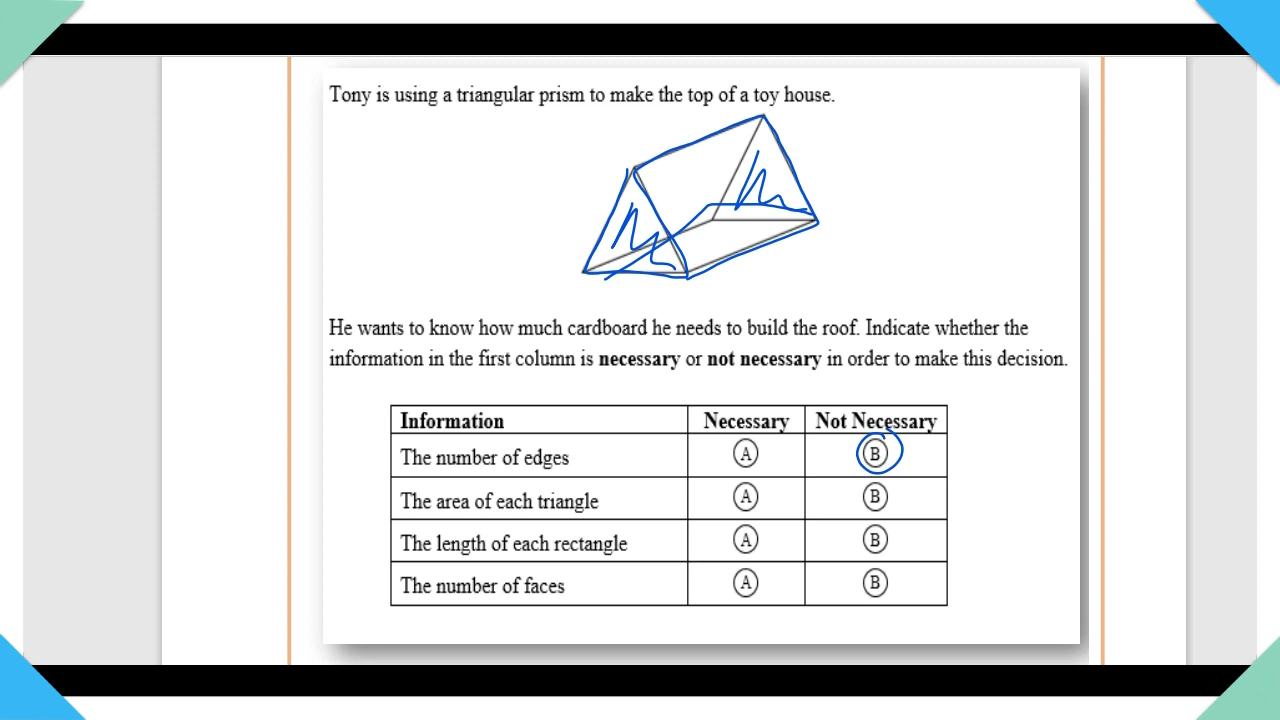 Tony is using a triangular prism to make the top of a toy house.
He wants to know how much cardboard he needs to build the roof. Indicate whether the
information in the first column is necessary or not necessary in order to make this decision.
Information Necessary Not Necessary
The number of edges A B
The area of each triangle A B
The length of each rectangle A B
The number of faces A B